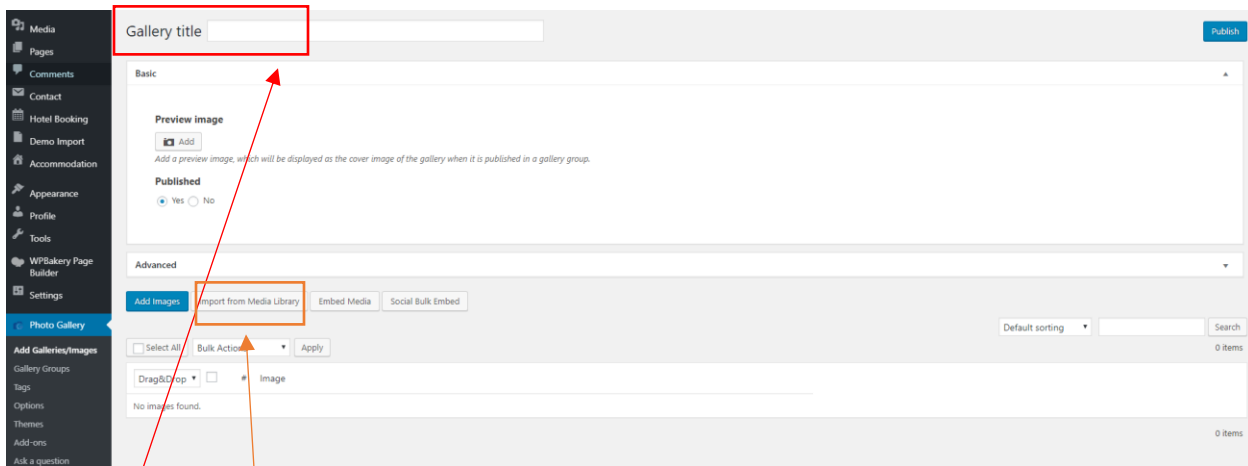 Media
Pages
Comments
Contact
Hotel Booking
Demo Import
Accommodation
Appearance
Profile
Tools
WPBakery Page
Builder
Settings
Photo Gallery
Add Galleries/Images
Gallery Groups
Tags
Options
Themes
Add-ons
Ask a question
Gallery title
Publish
Basic
Preview image
Add
Add a preview image, which will be displayed as the cover image of the gallery when it is published in a gallery group.
Published
Yes No
Advanced
Add Images Import from Media Library Embed Media Social Bulk Embed
Default sorting Search
Select All Bulk Actions Apply 0 items
Drag&Drop # Image
No images found.
0 items